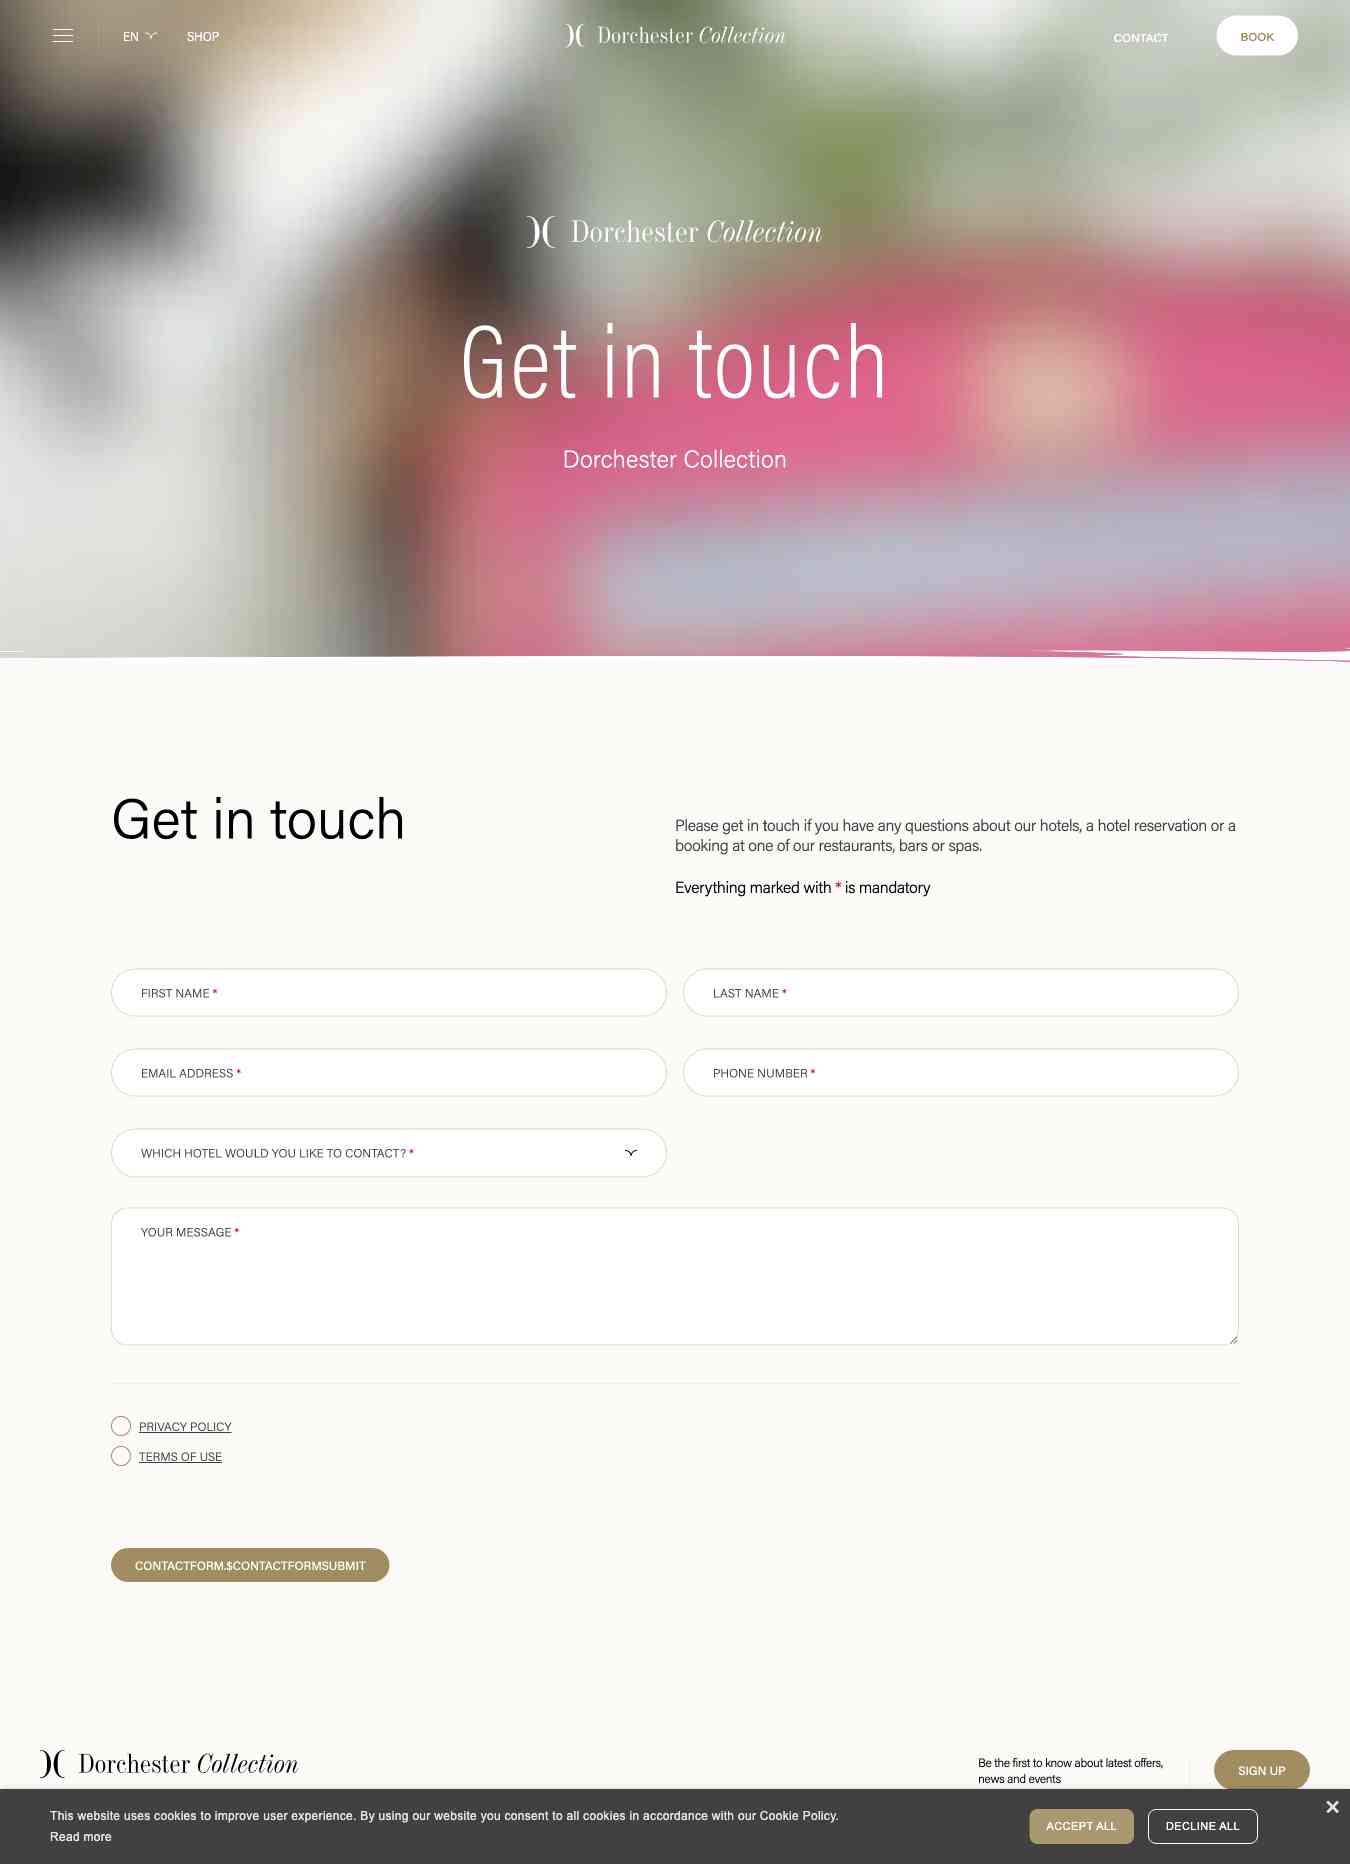 EN
SHOP
Dorchester Collection
CONTACT
BOOK
Dorchester Collection
Get in touch
Dorchester Collection
Get in touch
Please get in touch if you have any questions about our hotels, a hotel reservation or a
booking at one of our restaurants, bars or spas.
Everything marked with * is mandatory
FIRST NAME *
LAST NAME *
EMAIL ADDRESS *
PHONE NUMBER *
WHICH HOTEL WOULD YOU LIKE TO CONTACT? *
YOUR MESSAGE *
PRIVACY POLICY
TERMS OF USE
CONTACTFORM.$CONTACTFORMSUBMIT
Dorchester Collection
Be the first to know about latest offers,
news and events
SIGN UP
This website uses cookies to improve user experience. By using our website you consent to all cookies in accordance with our Cookie Policy.
Read more
ACCEPT ALL
DECLINE ALL